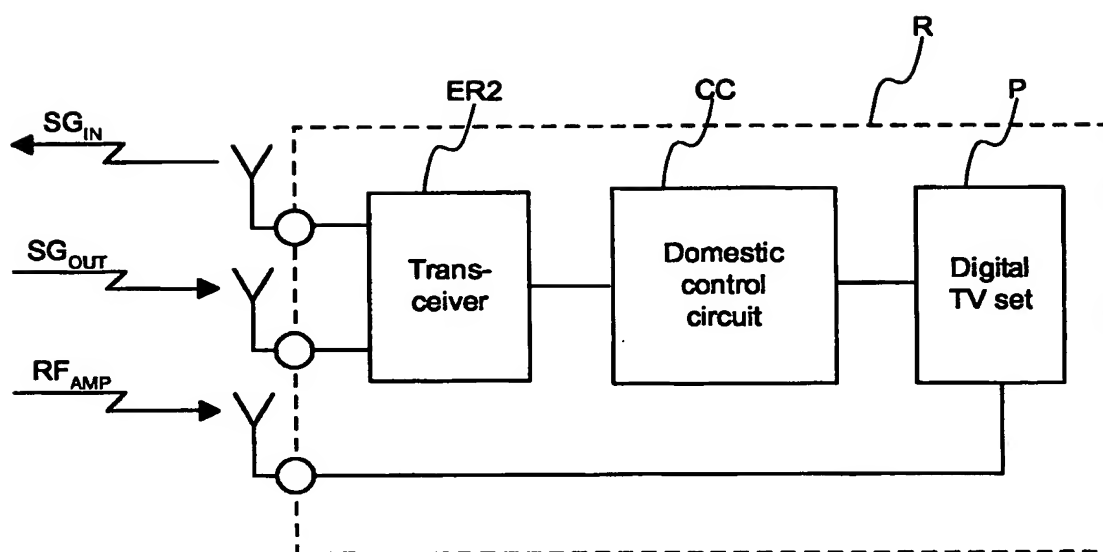 R
ER2
CC
P
SG_IN
SG_OUT
RF_AMP
Trans-
ceiver
Domestic
control
circuit
Digital
TV set